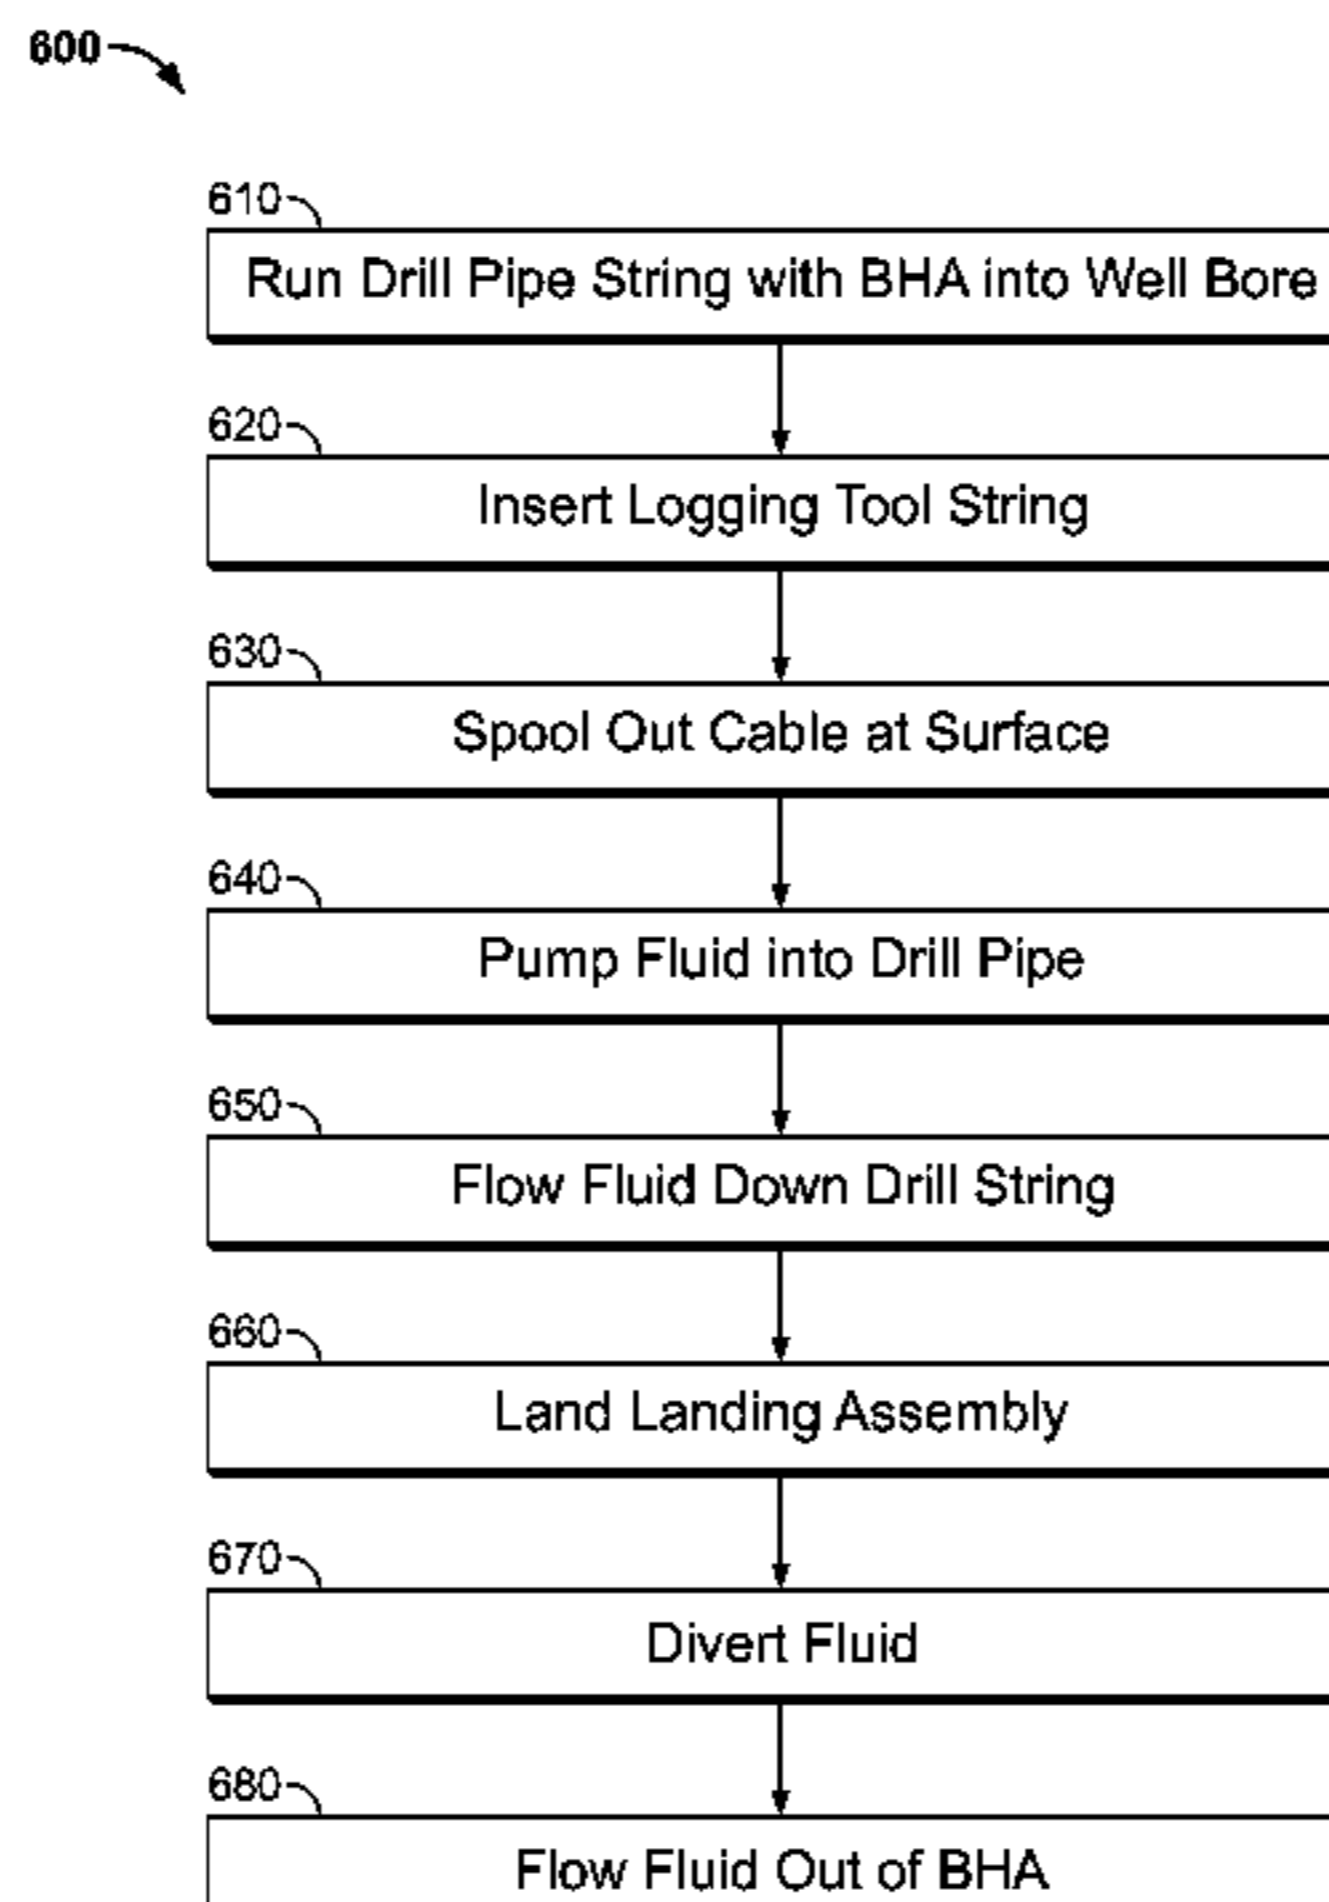 600
610
Run Drill Pipe String with BHA into Well Bore
620
Insert Logging Tool String
630
Spool Out Cable at Surface
640
Pump Fluid into Drill Pipe
650
Flow Fluid Down Drill String
660
Land Landing Assembly
670
Divert Fluid
680
Flow Fluid Out of BHA